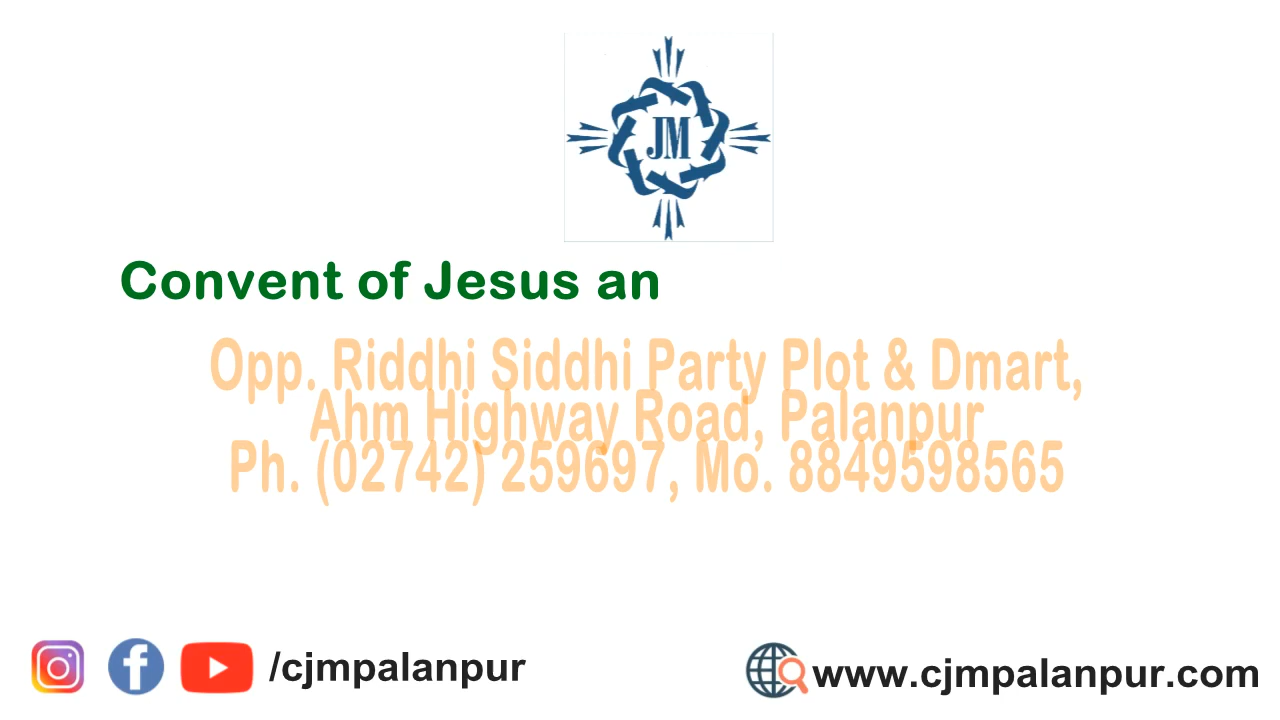 JM
Convent of Jesus an
Opp. Riddhi Siddhi Party Plot & Dmart,
Ahm Highway Road, Palanpur
Ph. (02742) 259697, Mo. 8849598565
/cjmpalanpur
www.cjmpalanpur.com